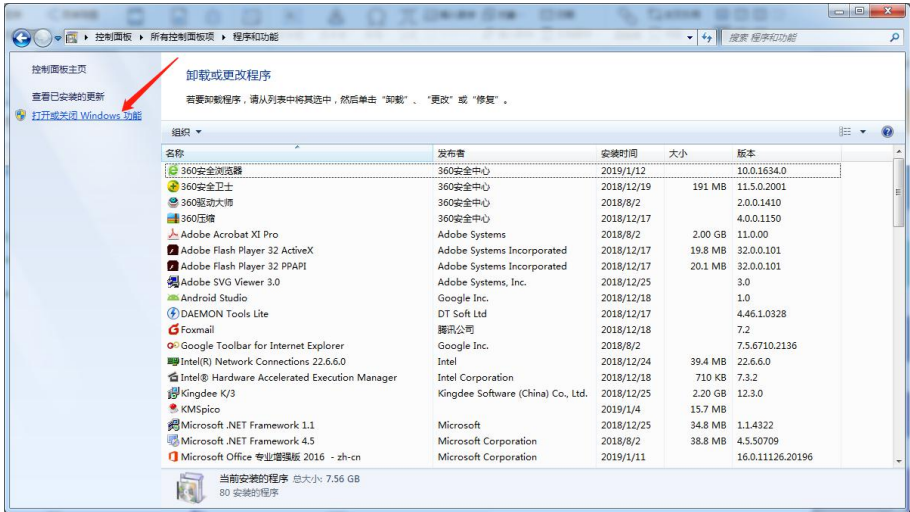 控制面板 ▸ 所有控制面板项 ▸ 程序和功能
搜索 程序和功能
控制面板主页
查看已安装的更新
打开或关闭 Windows 功能
卸载或更改程序
若要卸载程序，请从列表中将其选中，然后单击“卸载”、“更改”或“修复”。
组织
名称 发布者 安装时间 大小 版本
360安全浏览器 360安全中心 2019/1/12 10.0.1634.0
360安全卫士 360安全中心 2018/12/19 191 MB 11.5.0.2001
360驱动大师 360安全中心 2018/8/2 2.0.0.1410
360压缩 360安全中心 2018/12/17 4.0.0.1150
Adobe Acrobat XI Pro Adobe Systems 2018/8/2 2.00 GB 11.0.00
Adobe Flash Player 32 ActiveX Adobe Systems Incorporated 2018/12/17 19.8 MB 32.0.0.101
Adobe Flash Player 32 PPAPI Adobe Systems Incorporated 2018/12/17 20.1 MB 32.0.0.101
Adobe SVG Viewer 3.0 Adobe Systems, Inc. 2018/12/25 3.0
Android Studio Google Inc. 2018/12/18 1.0
DAEMON Tools Lite DT Soft Ltd 2018/12/17 4.46.1.0328
Foxmail 腾讯公司 2018/12/18 7.2
Google Toolbar for Internet Explorer Google Inc. 2018/8/2 7.5.6710.2136
Intel(R) Network Connections 22.6.6.0 Intel 2018/12/24 39.4 MB 22.6.6.0
Intel® Hardware Accelerated Execution Manager Intel Corporation 2018/12/18 710 KB 7.3.2
Kingdee K/3 Kingdee Software (China) Co., Ltd. 2018/12/25 2.20 GB 12.3.0
KMSpico 2019/1/4 15.7 MB
Microsoft .NET Framework 1.1 Microsoft 2018/12/25 34.8 MB 1.1.4322
Microsoft .NET Framework 4.5 Microsoft Corporation 2018/8/2 38.8 MB 4.5.50709
Microsoft Office 专业增强版 2016 - zh-cn Microsoft Corporation 2019/1/11 16.0.11126.20196
当前安装的程序 总大小: 7.56 GB
80 安装的程序